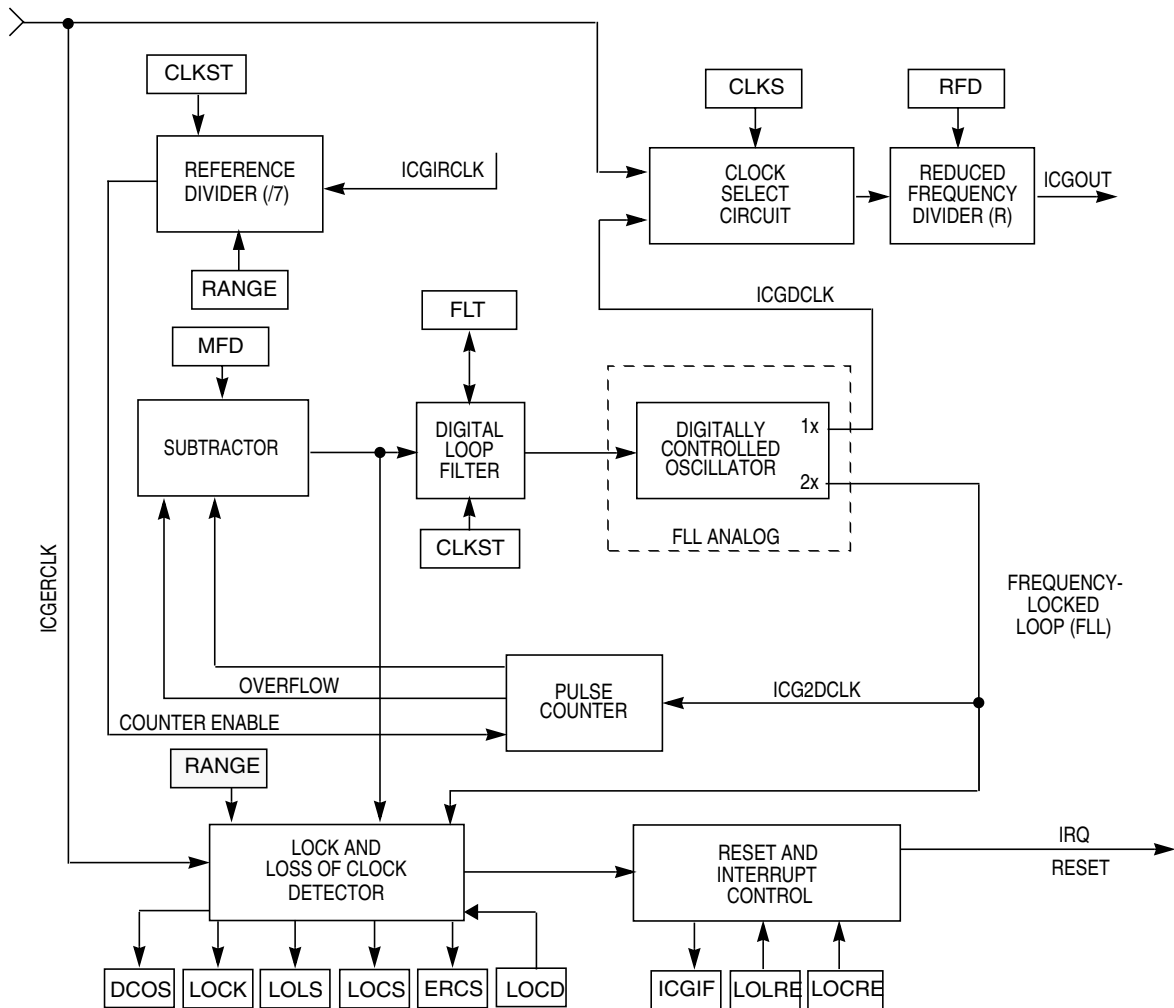 CLKST
CLKS
RFD
REFERENCE
DIVIDER (/7)
ICGIRCLK
CLOCK
SELECT
CIRCUIT
REDUCED
FREQUENCY
DIVIDER (R)
ICGOUT
RANGE
ICGDCLK
FLT
MFD
SUBTRACTOR
DIGITAL
LOOP
FILTER
DIGITALLY
CONTROLLED
OSCILLATOR
1x
2x
FLL ANALOG
CLKST
ICGERCLK
FREQUENCY-
LOCKED
LOOP (FLL)
OVERFLOW
PULSE
COUNTER
ICG2DCLK
COUNTER ENABLE
RANGE
LOCK AND
LOSS OF CLOCK
DETECTOR
RESET AND
INTERRUPT
CONTROL
IRQ
RESET
DCOS
LOCK
LOLS
LOCS
ERCS
LOCD
ICGIF
LOLRE
LOCRE